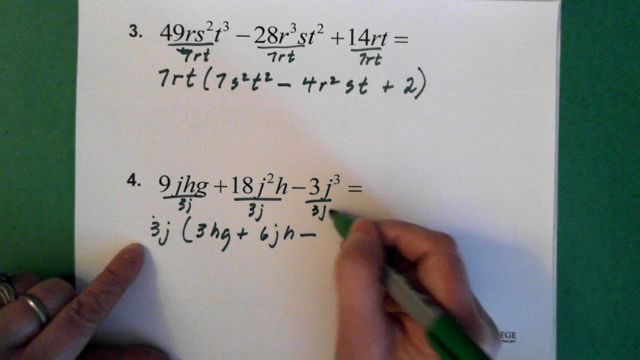 3. 49rs²t³ − 28r³st² + 14rt =
7rt 7rt 7rt
7rt (7s²t² − 4r²st + 2)
4. 9jhg + 18j²h − 3j³ =
3j 3j 3j
3j (3hg + 6jh −
EGE